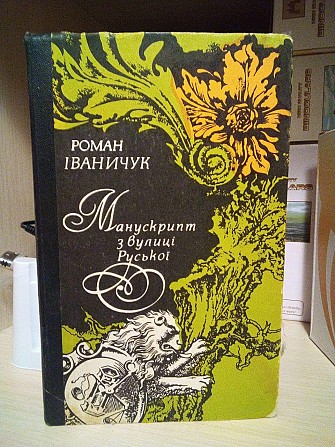 РОМАН
ІВАНИЧУК
Манускрипт
з вулиці
Руської